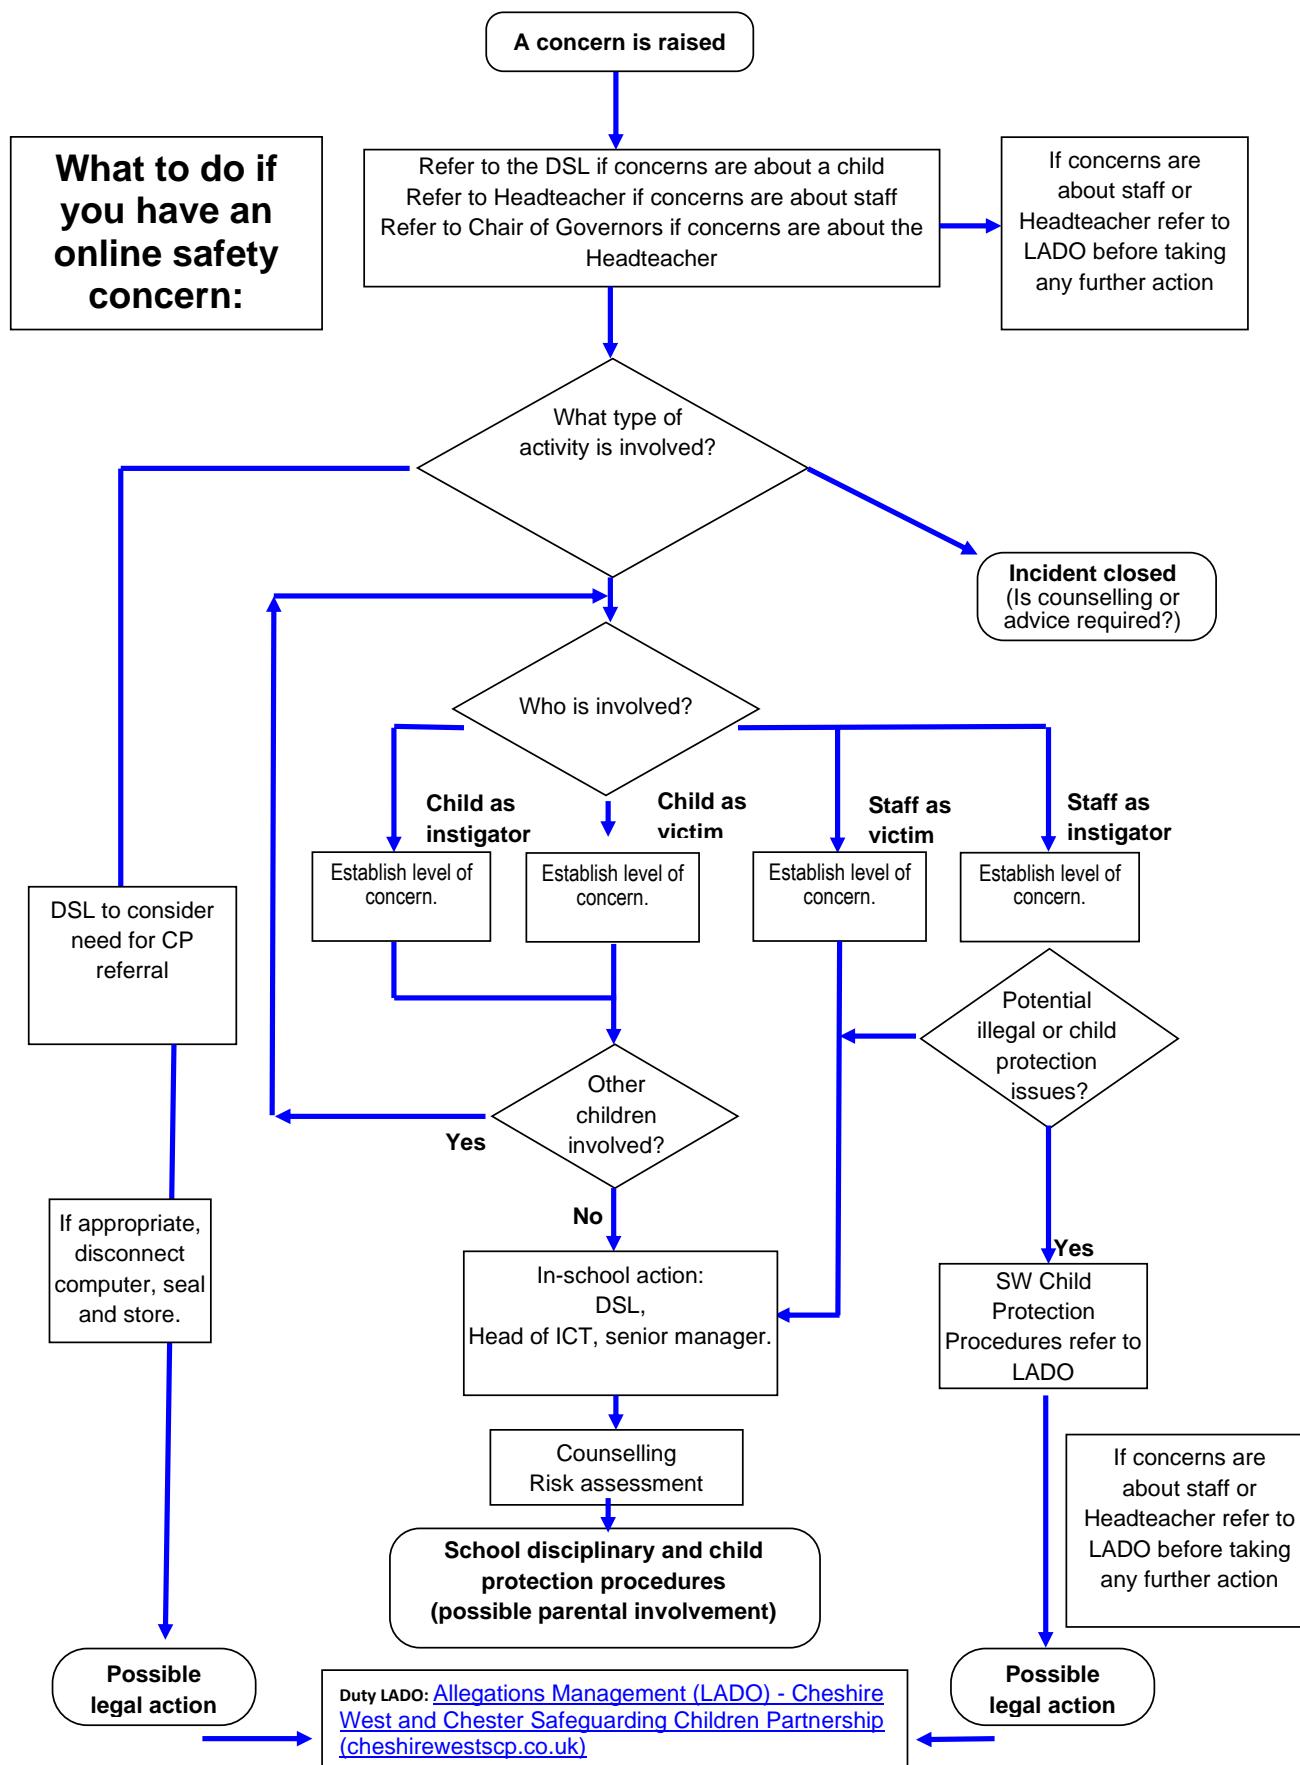 A concern is raised
What to do if
you have an
online safety
concern:
Refer to the DSL if concerns are about a child
Refer to Headteacher if concerns are about staff
Refer to Chair of Governors if concerns are about the
Headteacher
If concerns are
about staff or
Headteacher refer to
LADO before taking
any further action
What type of
activity is involved?
Incident closed
(Is counselling or
advice required?)
Who is involved?
Child as
instigator
Child as
victim
Staff as
victim
Staff as
instigator
Establish level of
concern.
Establish level of
concern.
Establish level of
concern.
Establish level of
concern.
DSL to consider
need for CP
referral
Potential
illegal or child
protection
issues?
Other
children
involved?
Yes
No
If appropriate,
disconnect
computer, seal
and store.
In-school action:
DSL,
Head of ICT, senior manager.
Yes
SW Child
Protection
Procedures refer to
LADO
Counselling
Risk assessment
If concerns are
about staff or
Headteacher refer to
LADO before taking
any further action
School disciplinary and child
protection procedures
(possible parental involvement)
Possible
legal action
Duty LADO: Allegations Management (LADO) - Cheshire
West and Chester Safeguarding Children Partnership
(cheshirewestscp.co.uk)
Possible
legal action